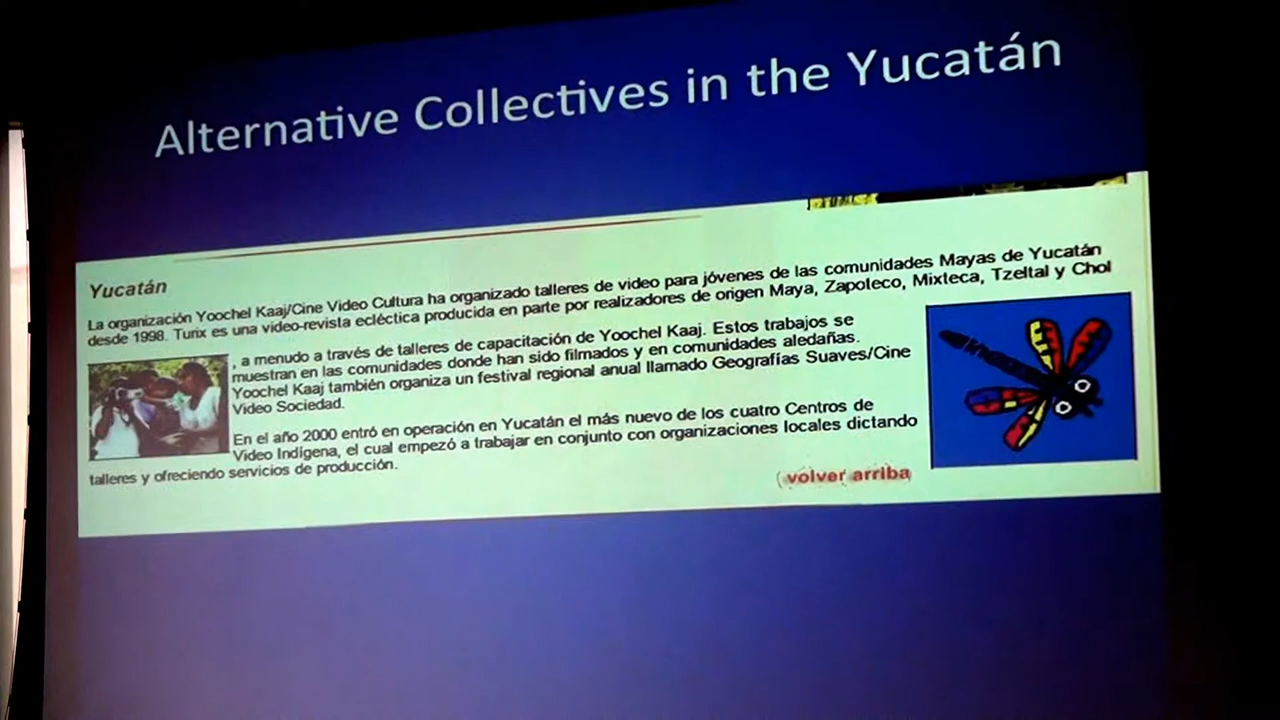 Alternative Collectives in the Yucatán
Yucatán
La organización Yoochel Kaaj/Cine Video Cultura ha organizado talleres de video para jóvenes de las comunidades Mayas de Yucatán
desde 1998. Turix es una video-revista ecléctica producida en parte por realizadores de origen Maya, Zapoteco, Mixteca, Tzeltal y Chol
, a menudo a través de talleres de capacitación de Yoochel Kaaj. Estos trabajos se
muestran en las comunidades donde han sido filmados y en comunidades aledañas.
Yoochel Kaaj también organiza un festival regional anual llamado Geografías Suaves/Cine
Video Sociedad.
En el año 2000 entró en operación en Yucatán el más nuevo de los cuatro Centros de
Video Indígena, el cual empezó a trabajar en conjunto con organizaciones locales dictando
talleres y ofreciendo servicios de producción.
(volver arriba